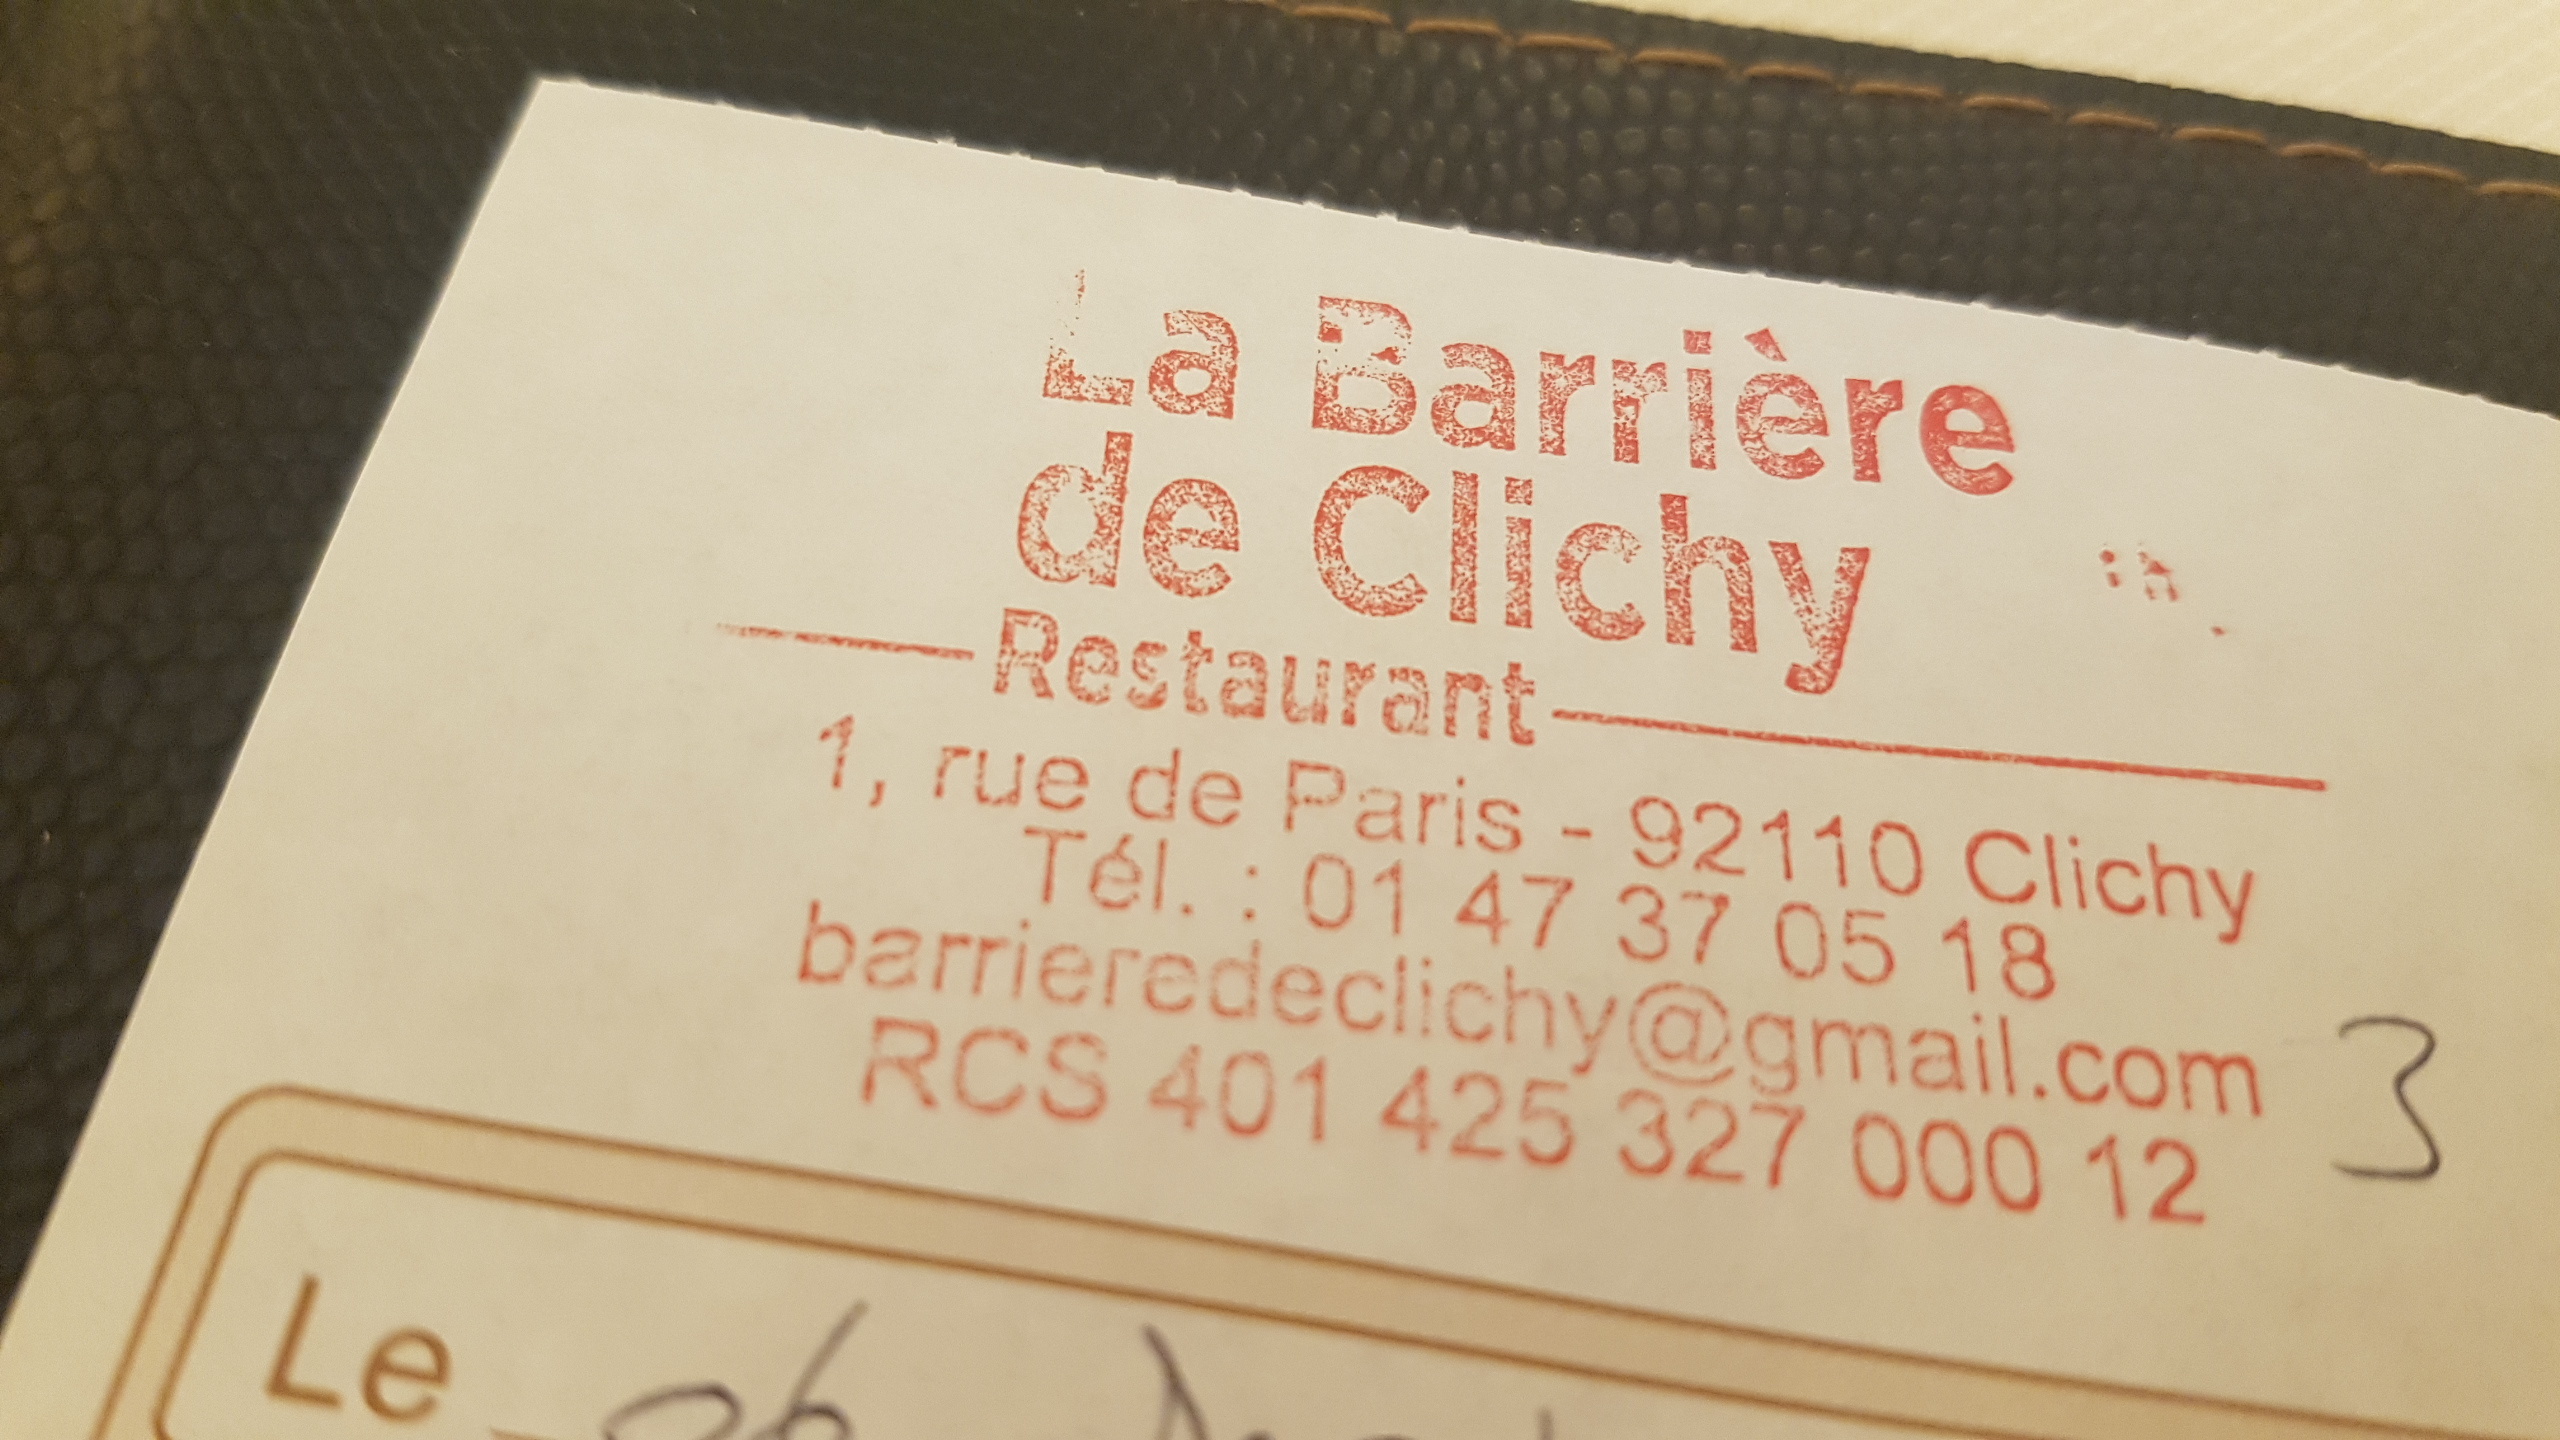 La Barrière
de Clichy
Restaurant
1, rue de Paris - 92110 Clichy
Tél. : 01 47 37 05 18
barrieredeclichy@gmail.com
RCS 401 425 327 000 12
3
Le 06